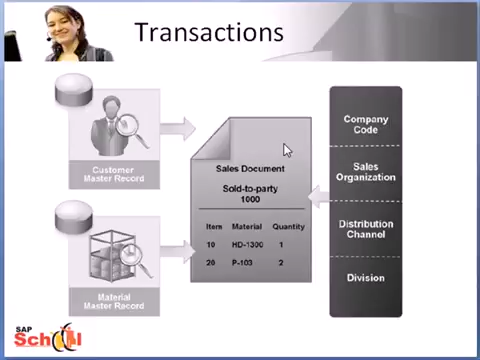 Transactions
Customer
Master Record
Material
Master Record
Sales Document
Sold-to-party
1000
Item Material Quantity
10 HD-1300 1
20 P-103 2
Company
Code
Sales
Organization
Distribution
Channel
Division
SAP
School